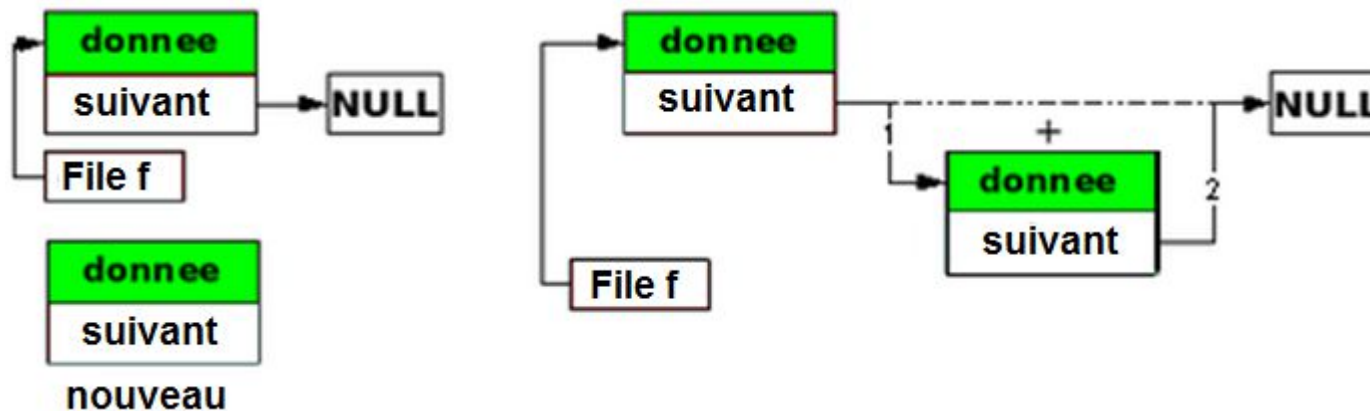 donnee
suivant
NULL
File f
donnee
suivant
nouveau
donnee
suivant
NULL
1
+
donnee
suivant
2
File f